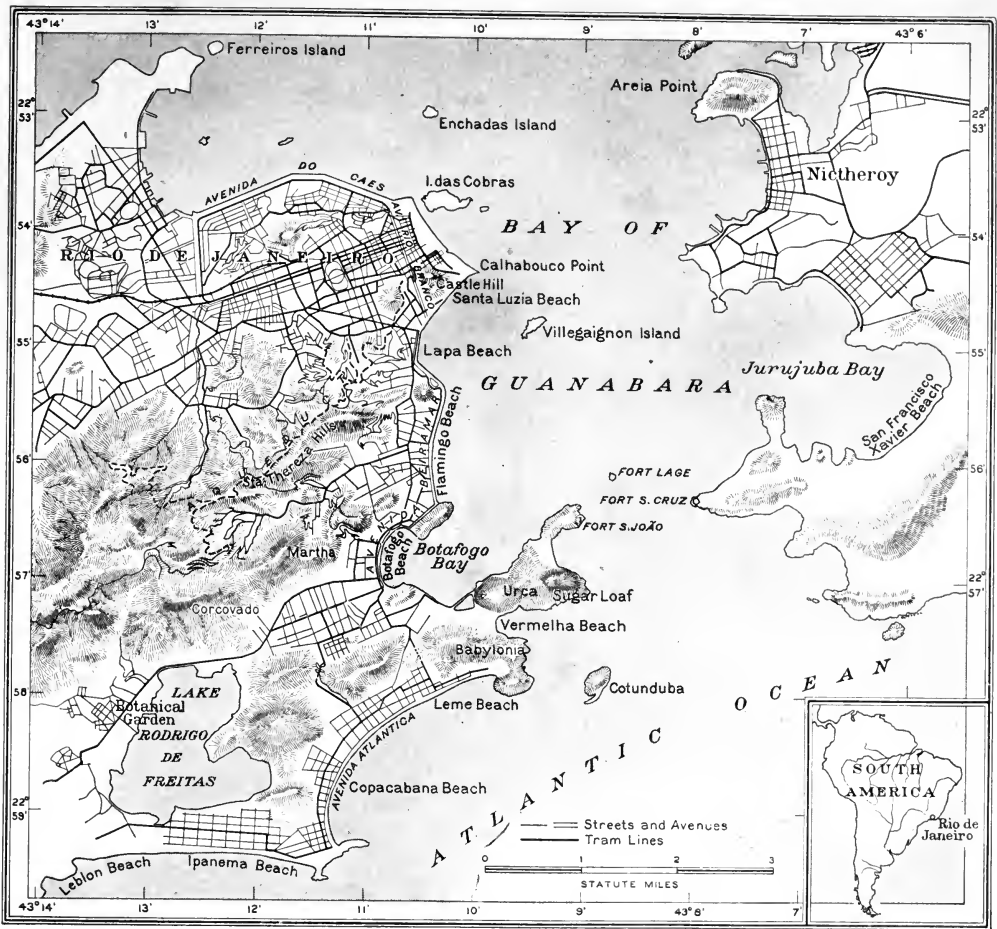 43°14'
13'
12'
11'
10'
9'
8'
7'
43°6'
Ferreiros Island
Areia Point
22°
53'
22°
53'
Enchadas Island
AVENIDA DO CAES
I. das Cobras
Nictheroy
54'
54'
BAY OF
RIO DE JANEIRO
AV. RIO BRANCO
Calhabouco Point
Castle Hill
Santa Luzia Beach
Villegaignon Island
55'
55'
Lapa Beach
Jurujuba Bay
GUANABARA
San Francisco
Xavier Beach
AVENIDA BEIRAMAR
Flamingo Beach
56'
56'
Sta. Thereza Hills
FORT LAGE
FORT S. CRUZ
FORT S. JOÃO
Martha
Botafogo
Beach
Botafogo
Bay
57'
22°
57'
Urca
Sugar Loaf
Corcovado
Vermelha Beach
Babylonia
58'
Cotunduba
LAKE
RODRIGO
DE
FREITAS
Botanical
Garden
Leme Beach
AVENIDA ATLANTICA
Copacabana Beach
ATLANTIC OCEAN
22°
59'
Streets and Avenues
Tram Lines
0 1 2 3
STATUTE MILES
Leblon Beach
Ipanema Beach
SOUTH
AMERICA
Rio de
Janeiro
43°14'
13'
12'
11'
10'
9'
43°8'
7'